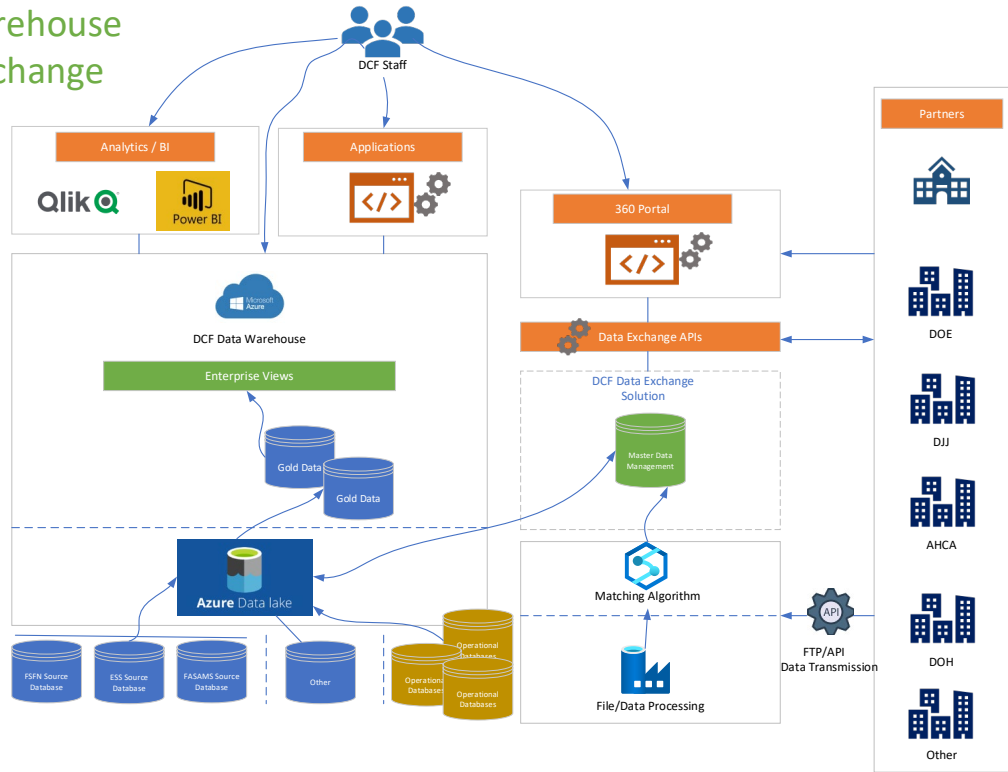 rehouse
change
DCF Staff
Analytics / BI
Qlik
Power BI
Applications
360 Portal
Partners
Microsoft
Azure
DCF Data Warehouse
Enterprise Views
Gold Data
Gold Data
Data Exchange APIs
DCF Data Exchange
Solution
Master Data
Management
DOE
DJJ
AHCA
DOH
Other
Azure Data lake
Matching Algorithm
File/Data Processing
API
FTP/API
Data Transmission
FSFN Source
Database
ESS Source
Database
FASAMS Source
Database
Other
Operational
Databases
Operational
Databases
Operational
Databases